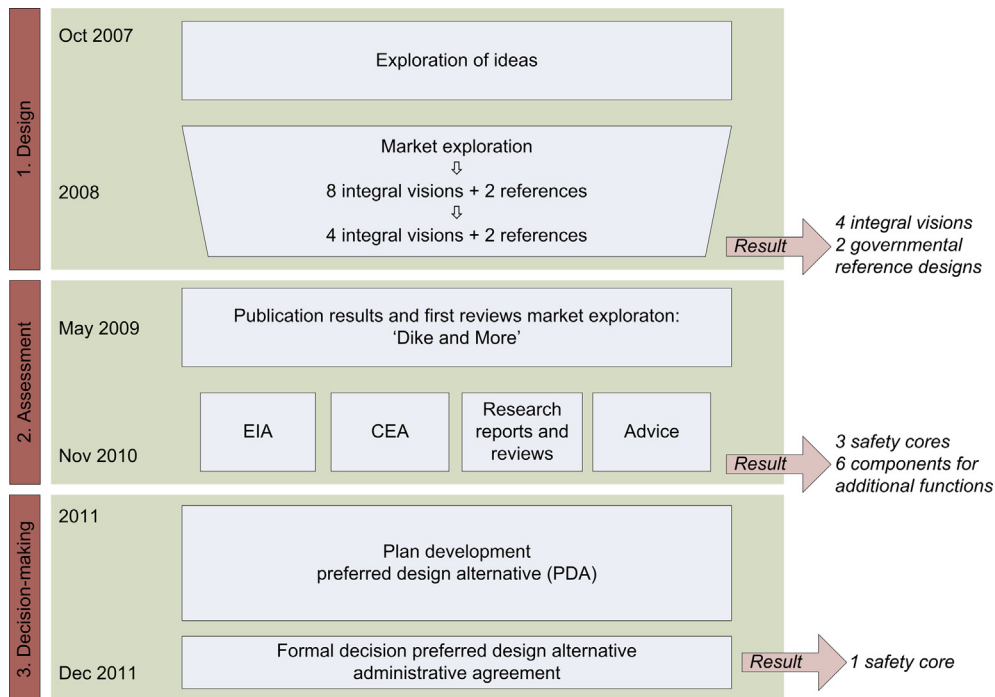 1. Design
Oct 2007
Exploration of ideas
Market exploration
2008
8 integral visions + 2 references
4 integral visions + 2 references
Result
4 integral visions
2 governmental
reference designs
2. Assessment
May 2009
Publication results and first reviews market exploraton:
‘Dike and More’
EIA
CEA
Research
reports and
reviews
Advice
Nov 2010
Result
3 safety cores
6 components for
additional functions
3. Decision-making
2011
Plan development
preferred design alternative (PDA)
Dec 2011
Formal decision preferred design alternative
administrative agreement
Result
1 safety core